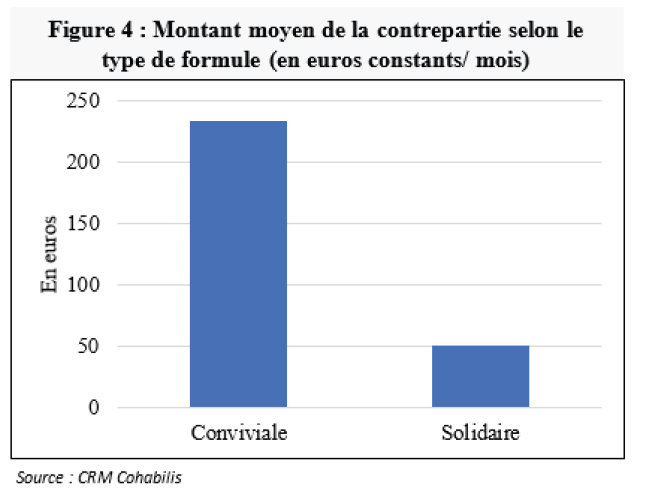 Figure 4 : Montant moyen de la contrepartie selon le
type de formule (en euros constants/ mois)
250
200
150
100
50
0
En euros
Conviviale
Solidaire
Source : CRM Cohabilis